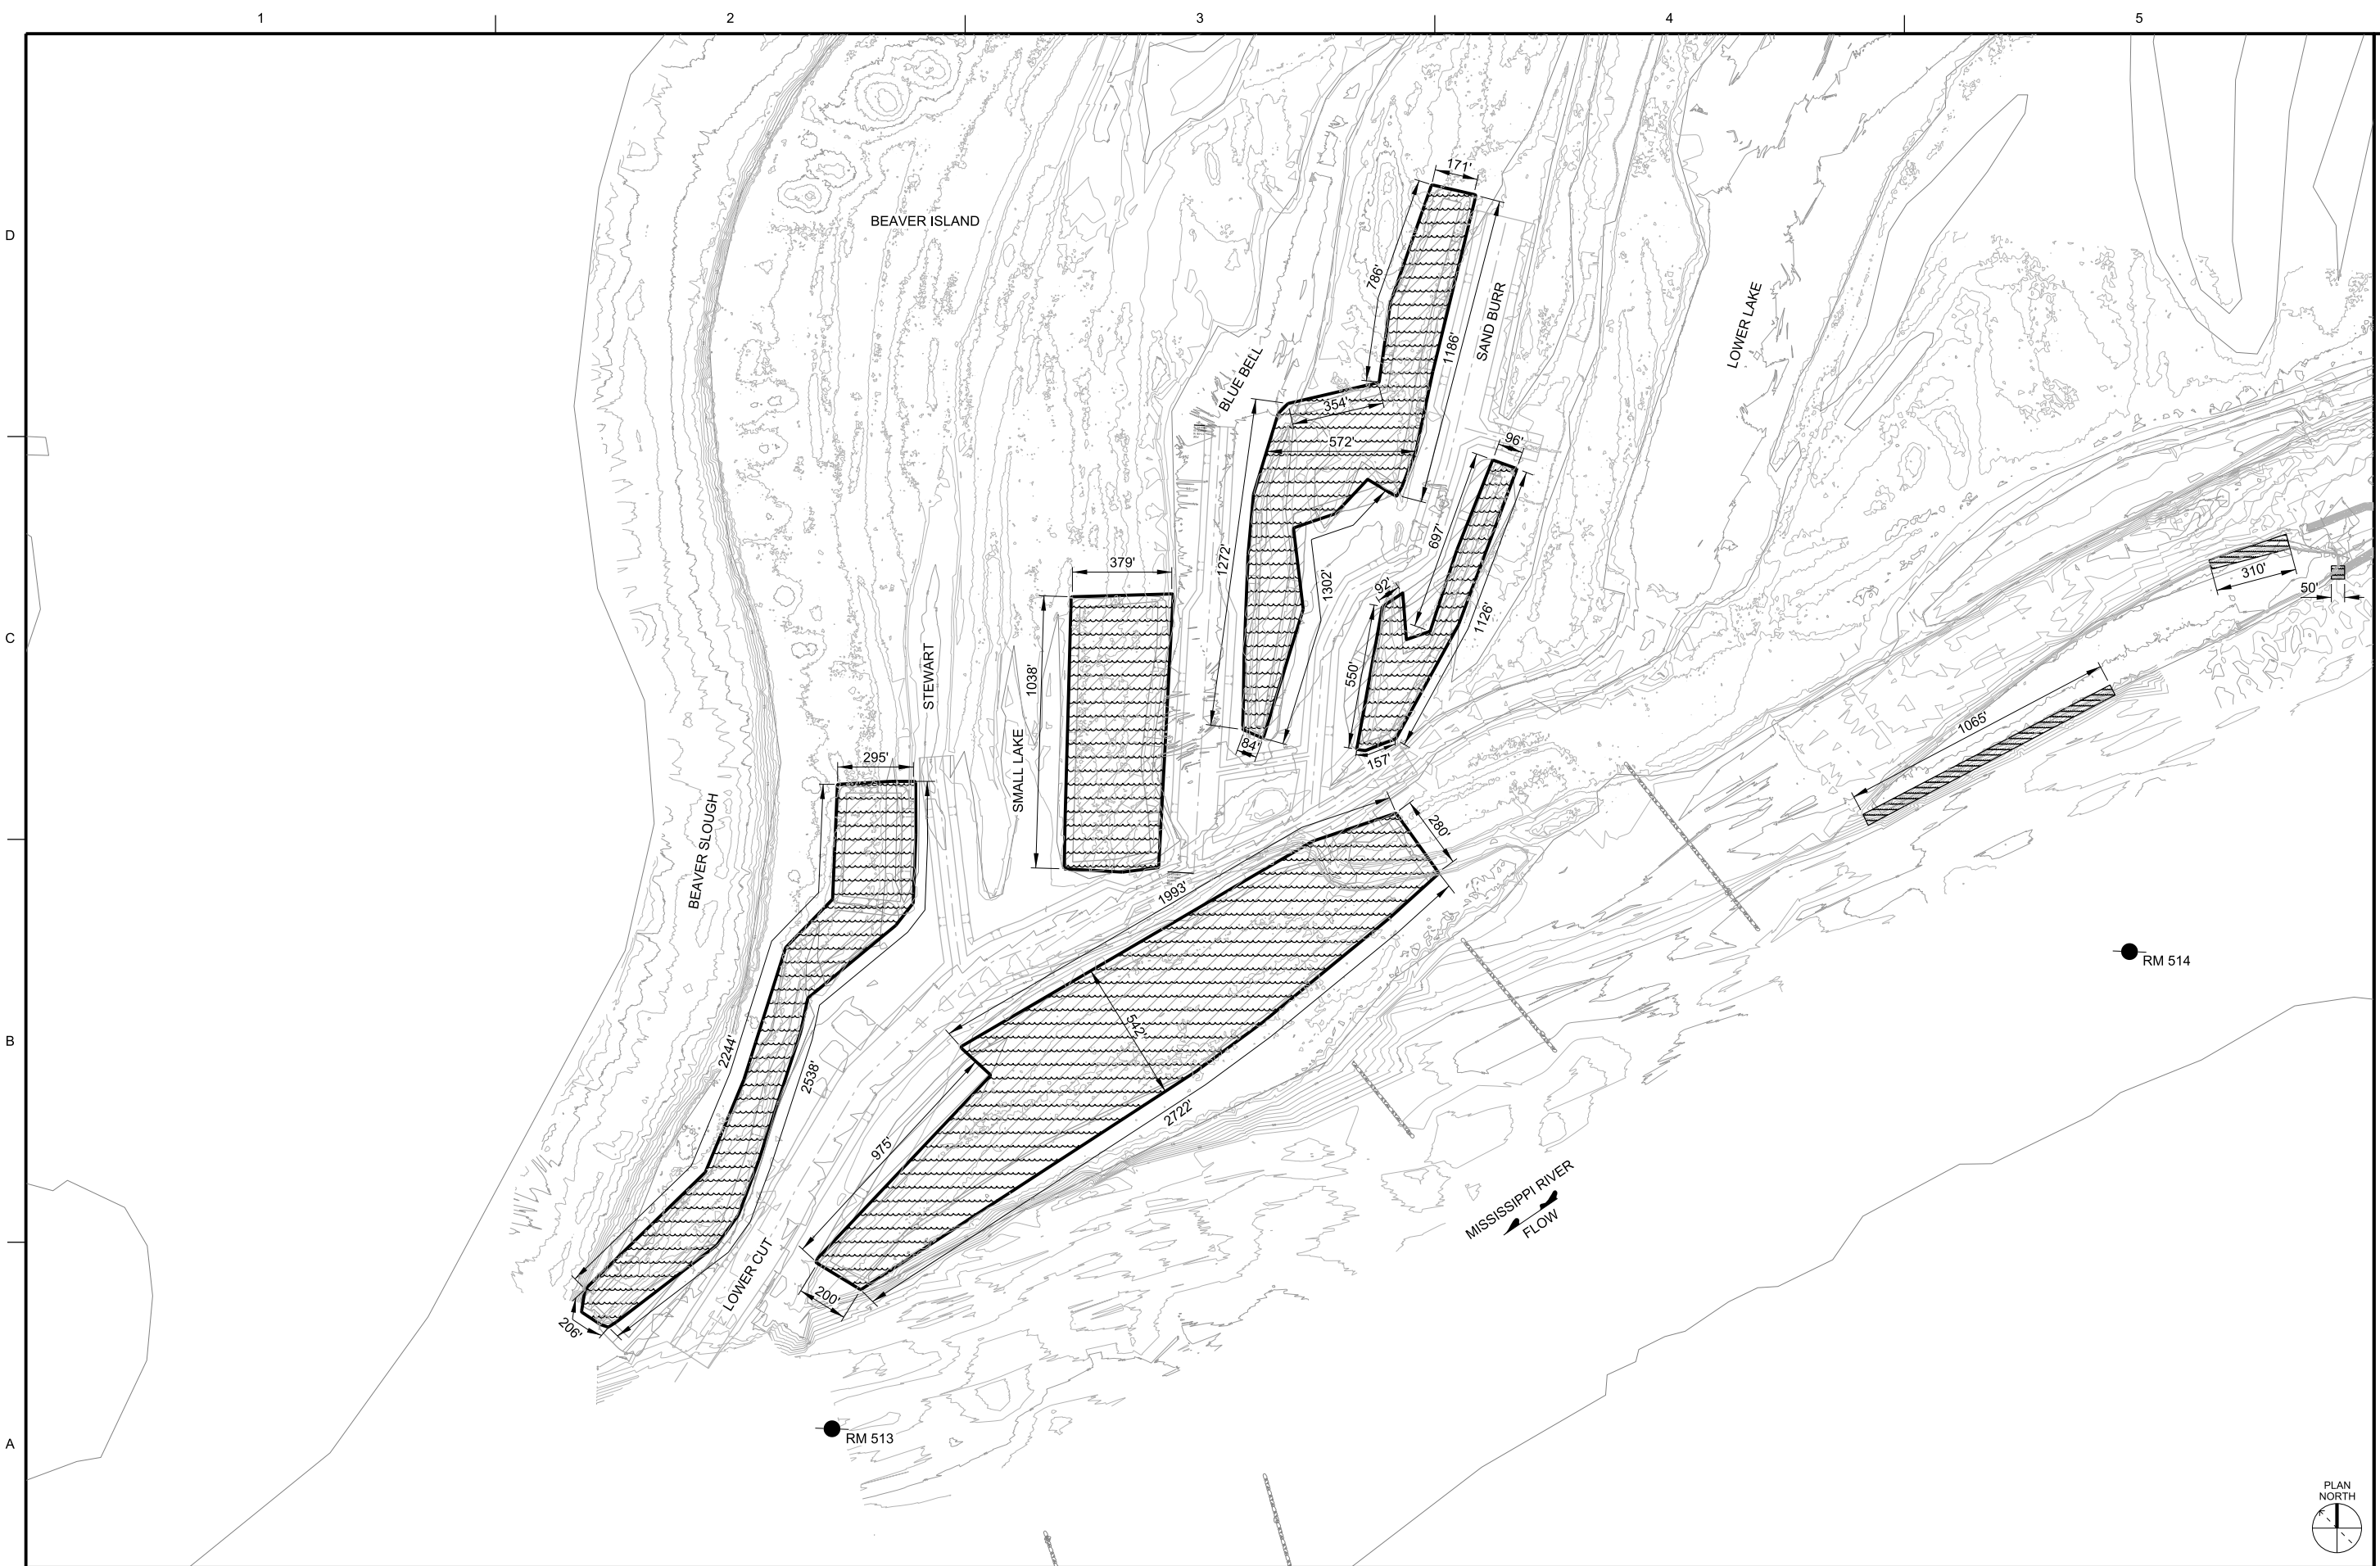 1
2
3
4
5
D
C
B
A
BEAVER ISLAND
171'
786'
1186'
SAND BURR
LOWER LAKE
BLUE BELL
354'
572'
96'
697'
1272'
1302'
92'
1126'
550'
84'
157'
379'
1038'
STEWART
SMALL LAKE
295'
BEAVER SLOUGH
310'
50'
1065'
280'
1993'
542'
2722'
975'
200'
2244'
2538'
206'
LOWER CUT
RM 514
RM 513
MISSISSIPPI RIVER
FLOW
PLAN
NORTH